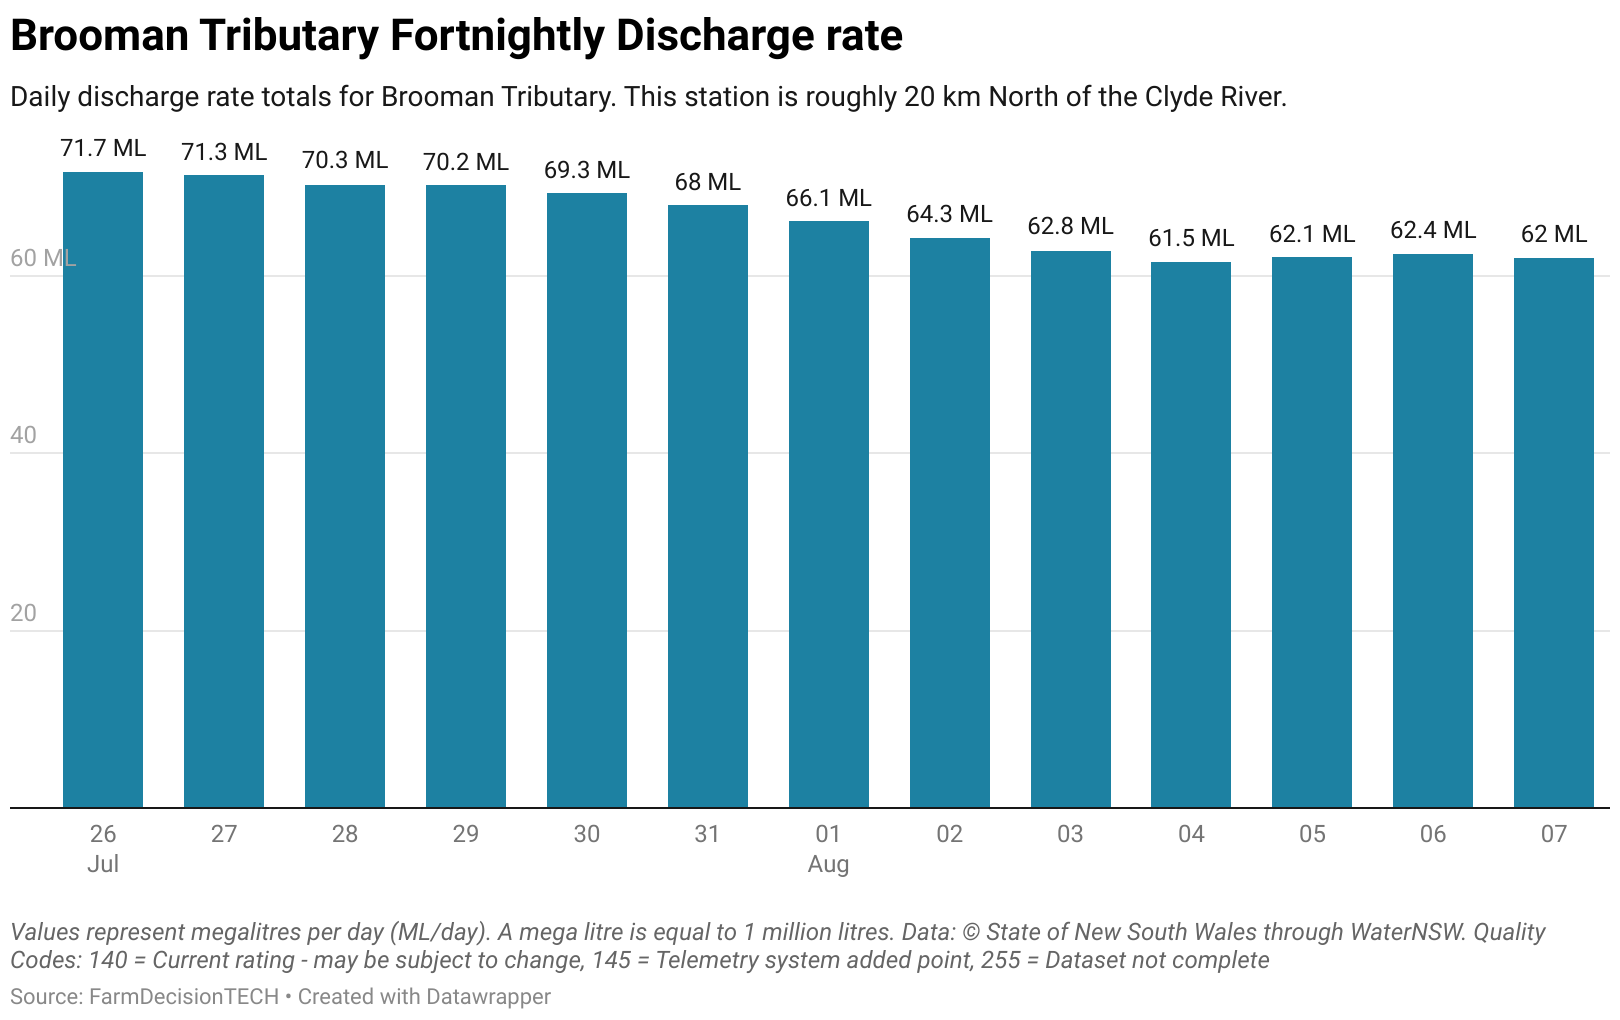 Brooman Tributary Fortnightly Discharge rate
Daily discharge rate totals for Brooman Tributary. This station is roughly 20 km North of the Clyde River.
71.7 ML 71.3 ML 70.3 ML 70.2 ML 69.3 ML 68 ML 66.1 ML 64.3 ML 62.8 ML 61.5 ML 62.1 ML 62.4 ML 62 ML
60 ML
40
20
26 27 28 29 30 31 01 02 03 04 05 06 07
Jul Aug
Values represent megalitres per day (ML/day). A mega litre is equal to 1 million litres. Data: © State of New South Wales through WaterNSW. Quality
Codes: 140 = Current rating - may be subject to change, 145 = Telemetry system added point, 255 = Dataset not complete
Source: FarmDecisionTECH • Created with Datawrapper